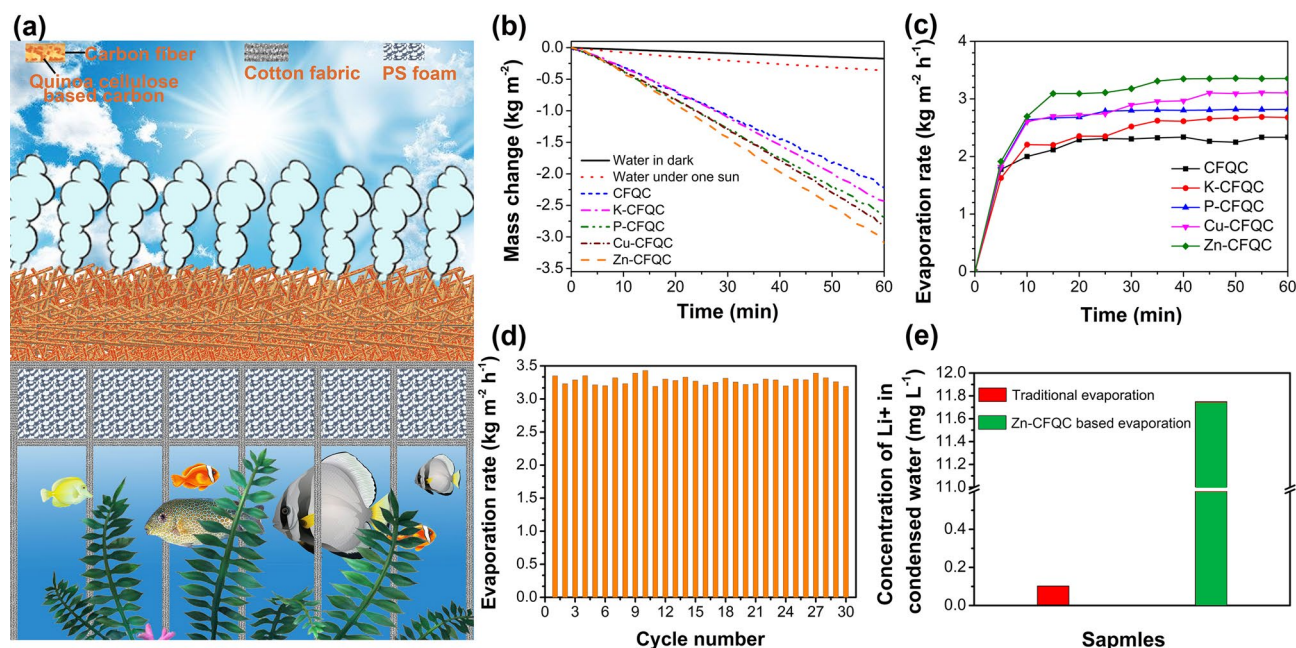 (a)
Carbon fiber
Quinoa cellulose
based carbon
Cotton fabric
PS foam
(b)
Mass change (kg m⁻²)
0.0
-0.5
-1.0
-1.5
-2.0
-2.5
-3.0
-3.5
Water in dark
Water under one sun
CFQC
K-CFQC
P-CFQC
Cu-CFQC
Zn-CFQC
0 10 20 30 40 50 60
Time (min)
(c)
Evaporation rate (kg m⁻² h⁻¹)
4
3
2
1
0
CFQC
K-CFQC
P-CFQC
Cu-CFQC
Zn-CFQC
0 10 20 30 40 50 60
Time (min)
(d)
Evaporation rate (kg m⁻² h⁻¹)
3.5
3.0
2.5
2.0
1.5
1.0
0.5
0.0
0 3 6 9 12 15 18 21 24 27 30
Cycle number
(e)
Concentration of Li+ in
condensed water (mg L⁻¹)
12.0
11.8
11.6
11.4
11.2
11.0
0.4
0.2
0.0
Traditional evaporation
Zn-CFQC based evaporation
Sapmles